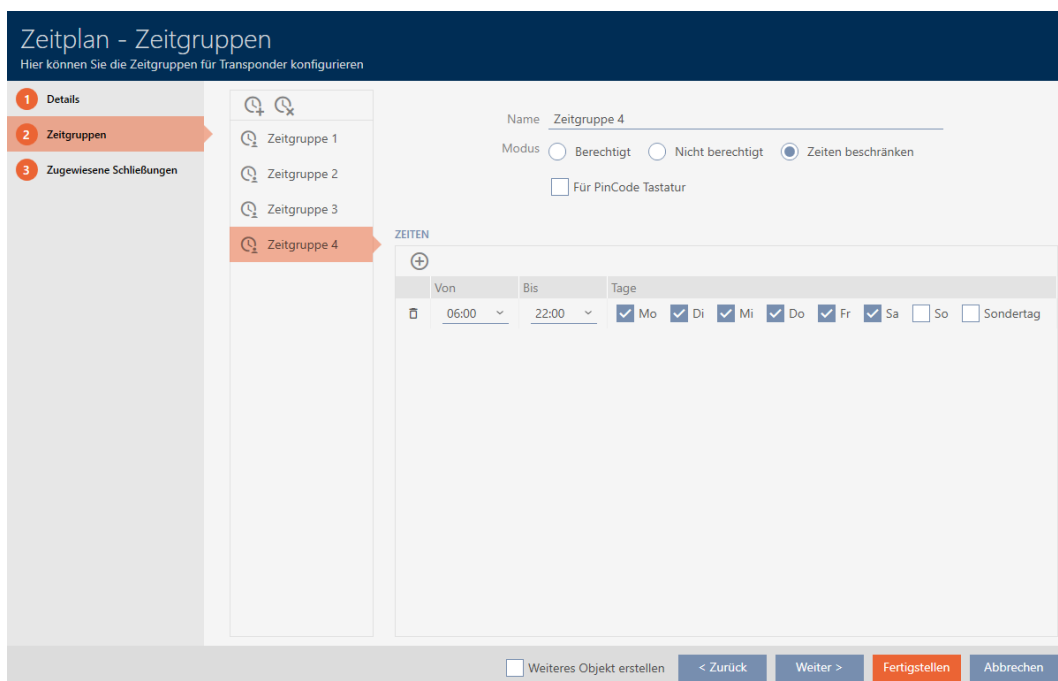 Zeitplan - Zeitgruppen
Hier können Sie die Zeitgruppen für Transponder konfigurieren
1 Details
2 Zeitgruppen
3 Zugewiesene Schließungen
Zeitgruppe 1
Zeitgruppe 2
Zeitgruppe 3
Zeitgruppe 4
Name Zeitgruppe 4
Modus Berechtigt Nicht berechtigt Zeiten beschränken
Für PinCode Tastatur
ZEITEN
Von Bis Tage
06:00 22:00 Mo Di Mi Do Fr Sa So Sondertag
Weiteres Objekt erstellen < Zurück Weiter > Fertigstellen Abbrechen